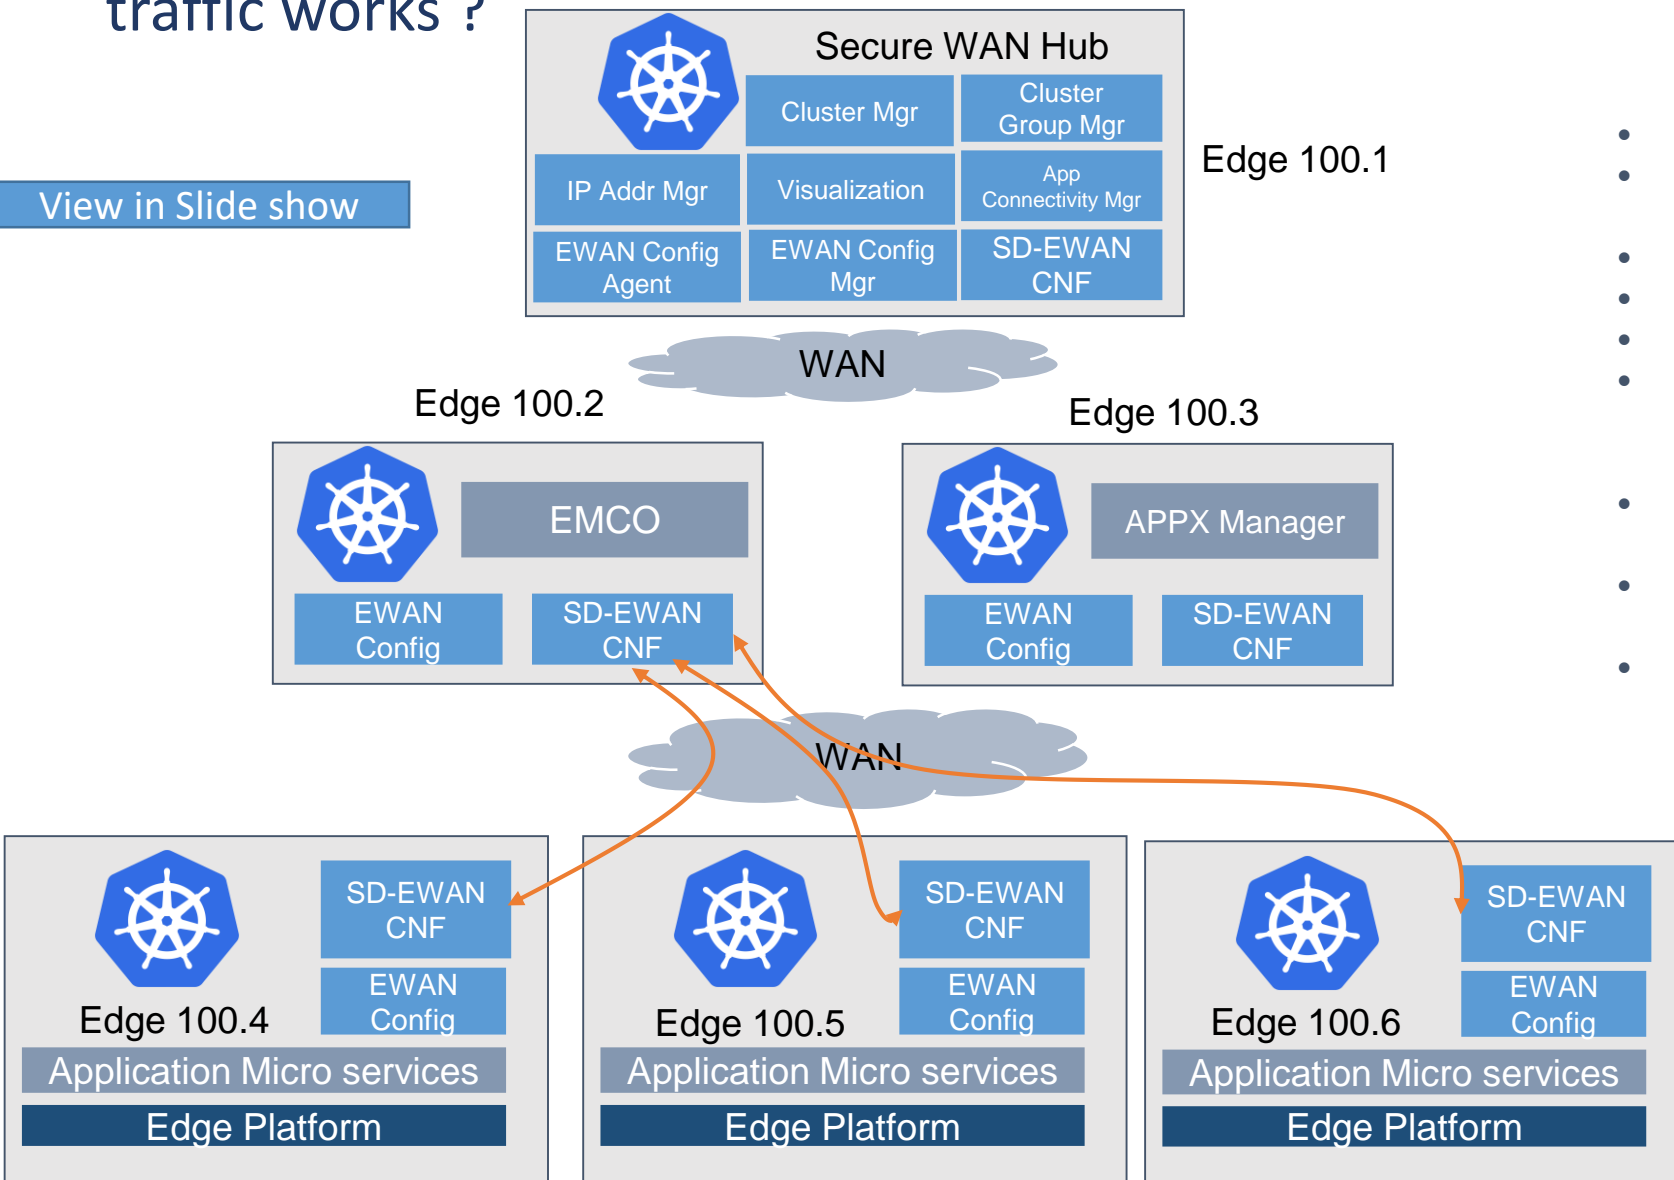 traffic works ?
View in Slide show
Secure WAN Hub
Cluster Mgr
Cluster
Group Mgr
IP Addr Mgr
Visualization
App
Connectivity Mgr
EWAN Config
Agent
EWAN Config
Mgr
SD-EWAN
CNF
Edge 100.1
WAN
Edge 100.2
EMCO
EWAN
Config
SD-EWAN
CNF
Edge 100.3
APPX Manager
EWAN
Config
SD-EWAN
CNF
WAN
SD-EWAN
CNF
EWAN
Config
Edge 100.4
Application Micro services
Edge Platform
SD-EWAN
CNF
EWAN
Config
Edge 100.5
Application Micro services
Edge Platform
SD-EWAN
CNF
EWAN
Config
Edge 100.6
Application Micro services
Edge Platform